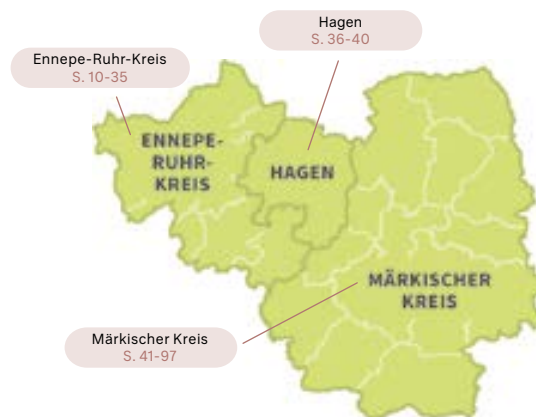 Hagen
S. 36-40
Ennepe-Ruhr-Kreis
S. 10-35
ENNEPE-
RUHR-
KREIS
HAGEN
MÄRKISCHER
KREIS
Märkischer Kreis
S. 41-97